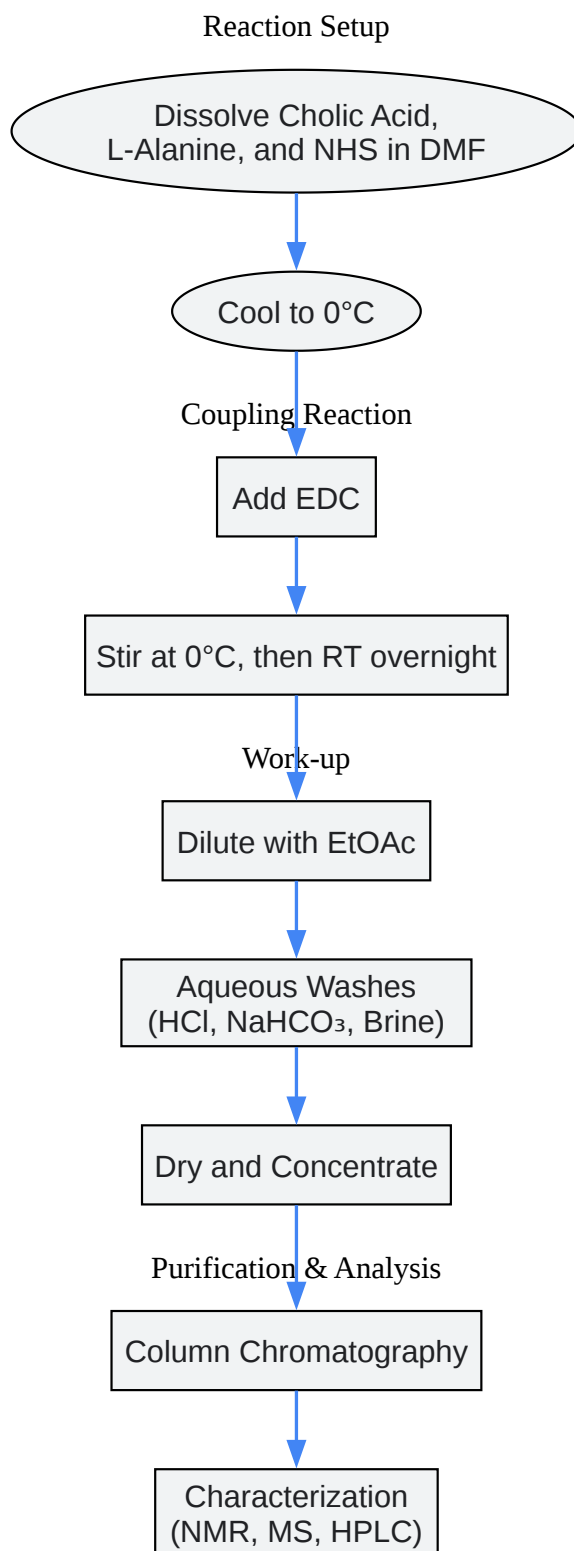 Reaction Setup
Dissolve Cholic Acid,
L-Alanine, and NHS in DMF
Cool to 0°C
Coupling Reaction
Add EDC
Stir at 0°C, then RT overnight
Work-up
Dilute with EtOAc
Aqueous Washes
(HCl, NaHCO₃, Brine)
Dry and Concentrate
Purification & Analysis
Column Chromatography
Characterization
(NMR, MS, HPLC)